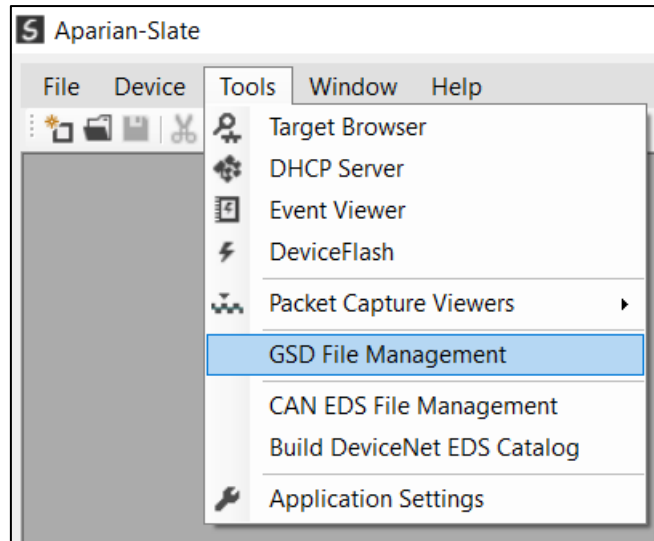 S Aparian-Slate
File Device Tools Window Help
Target Browser
DHCP Server
Event Viewer
DeviceFlash
Packet Capture Viewers
GSD File Management
CAN EDS File Management
Build DeviceNet EDS Catalog
Application Settings